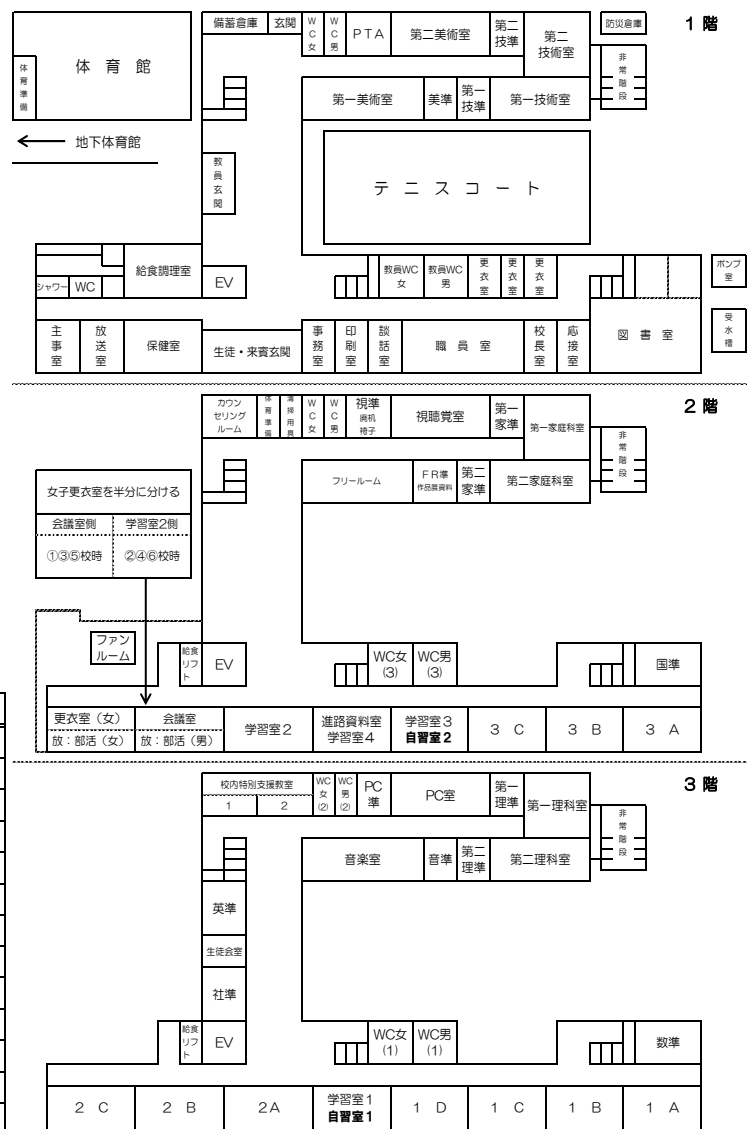 1 階
備蓄倉庫 玄関 WC女 WC男 PTA 第二美術室 第二技準 第二技術室 防災倉庫
体育準備 体育館 非常階段
第一美術室 美準 第一技準 第一技術室
← 地下体育館
教員玄関 テニスコート
給食調理室 EV 教員WC女 教員WC男 更衣室 更衣室 更衣室 ポンプ室
シャワー WC
主事室 放送室 保健室 生徒・来賓玄関 事務室 印刷室 談話室 職員室 校長室 応接室 図書室 受水槽
2 階
カウンセリングルーム 体育準備 清掃用具 WC女 WC男 視準 廃机 椅子 視聴覚室 第一家準 第一家庭科室
非常階段
フリールーム FR準 作品展資料 第二家準 第二家庭科室
女子更衣室を半分に分ける
会議室側 学習室2側
①③⑤校時 ②④⑥校時
ファンルーム 給食リフト EV WC女(3) WC男(3) 国準
更衣室(女) 会議室 学習室2 進路資料室 学習室3 3 C 3 B 3 A
放:部活(女) 放:部活(男) 学習室4 自習室2
3 階
校内特別支援教室 WC女(2) WC男(2) PC準 PC室 第一理準 第一理科室
1 2
非常階段
音楽室 音準 第二理準 第二理科室
英準
生徒会室
社準
給食リフト EV WC女(1) WC男(1) 数準
2 C 2 B 2A 学習室1 1 D 1 C 1 B 1 A
自習室1